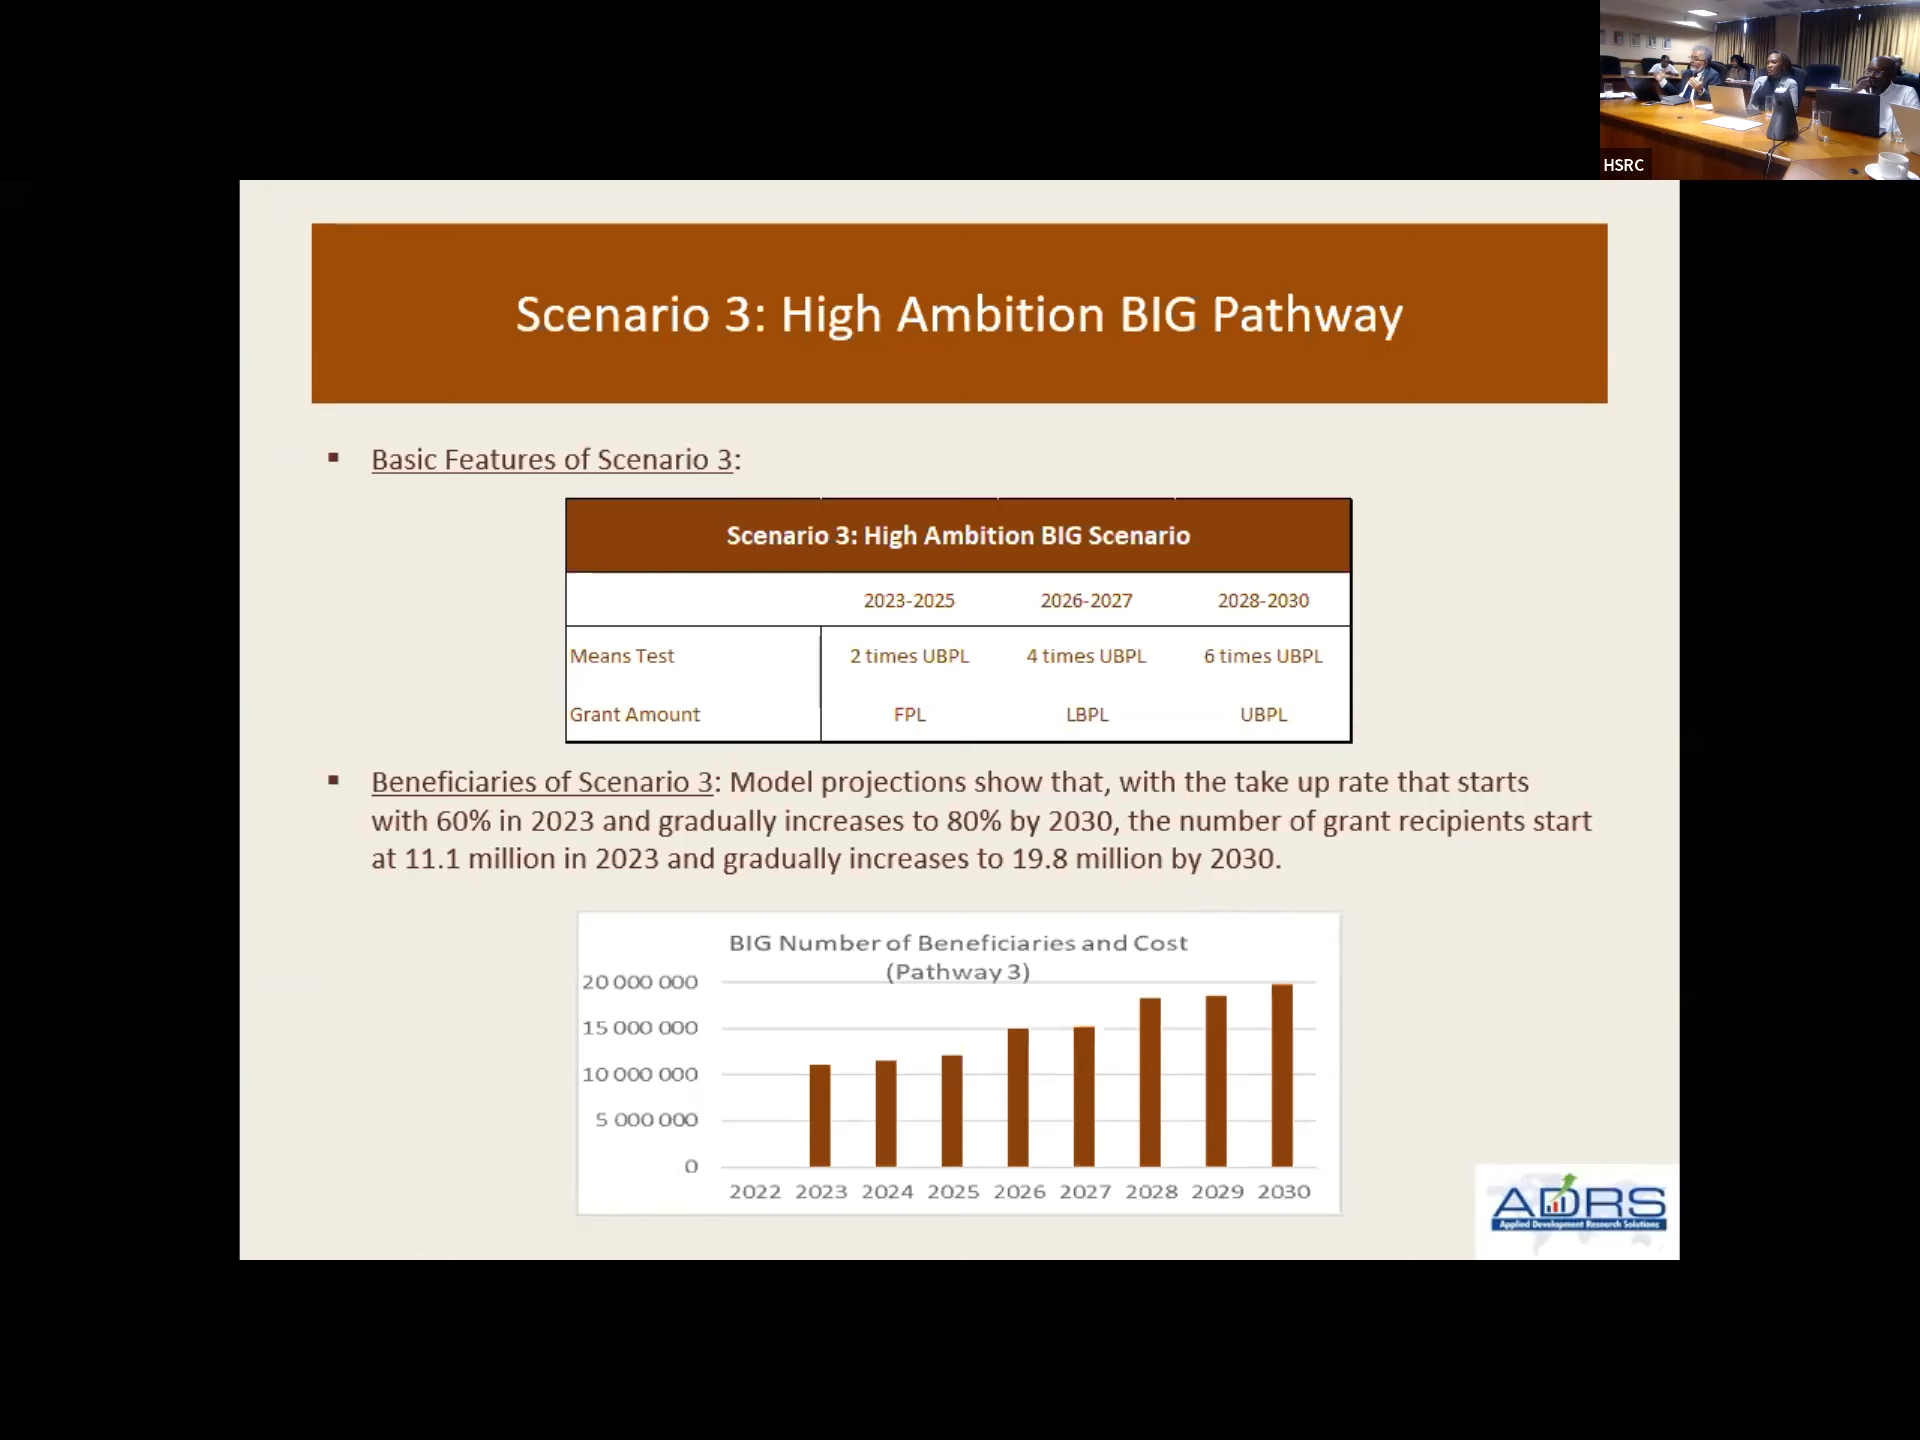 HSRC
Scenario 3: High Ambition BIG Pathway
▪ Basic Features of Scenario 3:
Scenario 3: High Ambition BIG Scenario
2023-2025 2026-2027 2028-2030
Means Test 2 times UBPL 4 times UBPL 6 times UBPL
Grant Amount FPL LBPL UBPL
▪ Beneficiaries of Scenario 3: Model projections show that, with the take up rate that starts
with 60% in 2023 and gradually increases to 80% by 2030, the number of grant recipients start
at 11.1 million in 2023 and gradually increases to 19.8 million by 2030.
BIG Number of Beneficiaries and Cost
(Pathway 3)
20 000 000
15 000 000
10 000 000
5 000 000
0
2022 2023 2024 2025 2026 2027 2028 2029 2030
ADRS
Applied Development Research Solutions